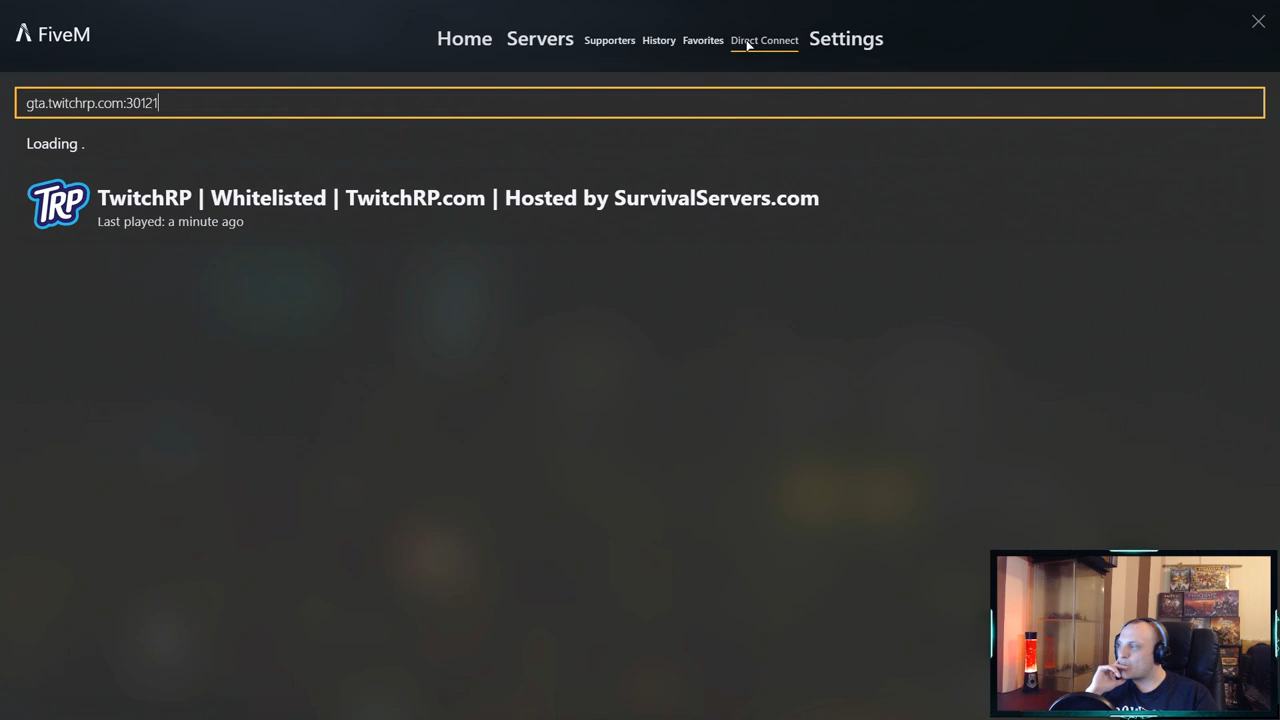 FiveM
Home Servers Supporters History Favorites Direct Connect Settings
gta.twitchrp.com:30121
Loading .
TRP
TwitchRP | Whitelisted | TwitchRP.com | Hosted by SurvivalServers.com
Last played: a minute ago